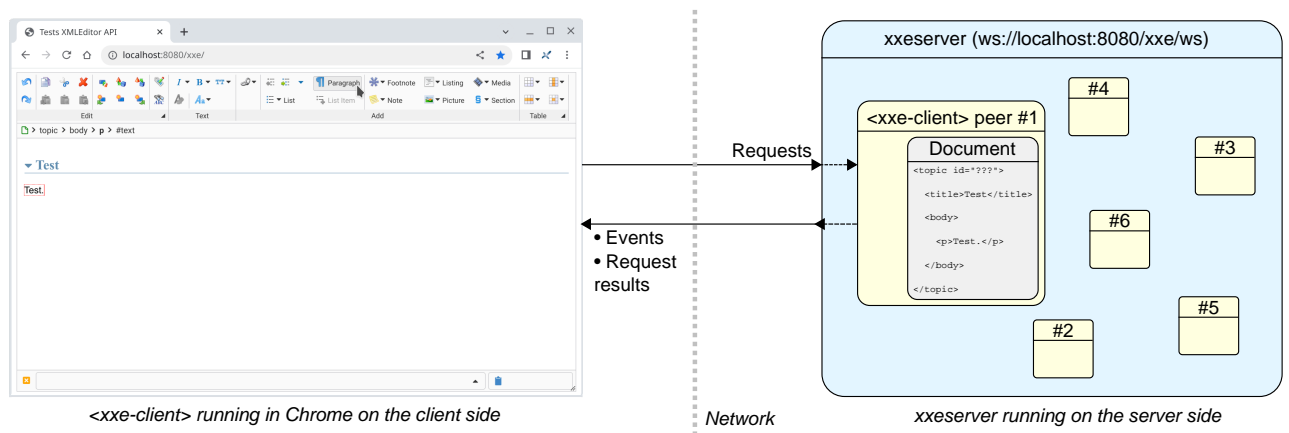 Tests XMLEditor API
localhost:8080/xxe/
I B TT Paragraph Footnote Listing Media
A List List Item Note Picture Section
Edit Text Add Table
topic > body > p > #text
Test
Test.
<xxe-client> running in Chrome on the client side
Requests
• Events
• Request
results
Network
xxeserver (ws://localhost:8080/xxe/ws)
<xxe-client> peer #1
Document
<topic id="???">
<title>Test</title>
<body>
<p>Test.</p>
</body>
</topic>
#4
#3
#6
#5
#2
xxeserver running on the server side